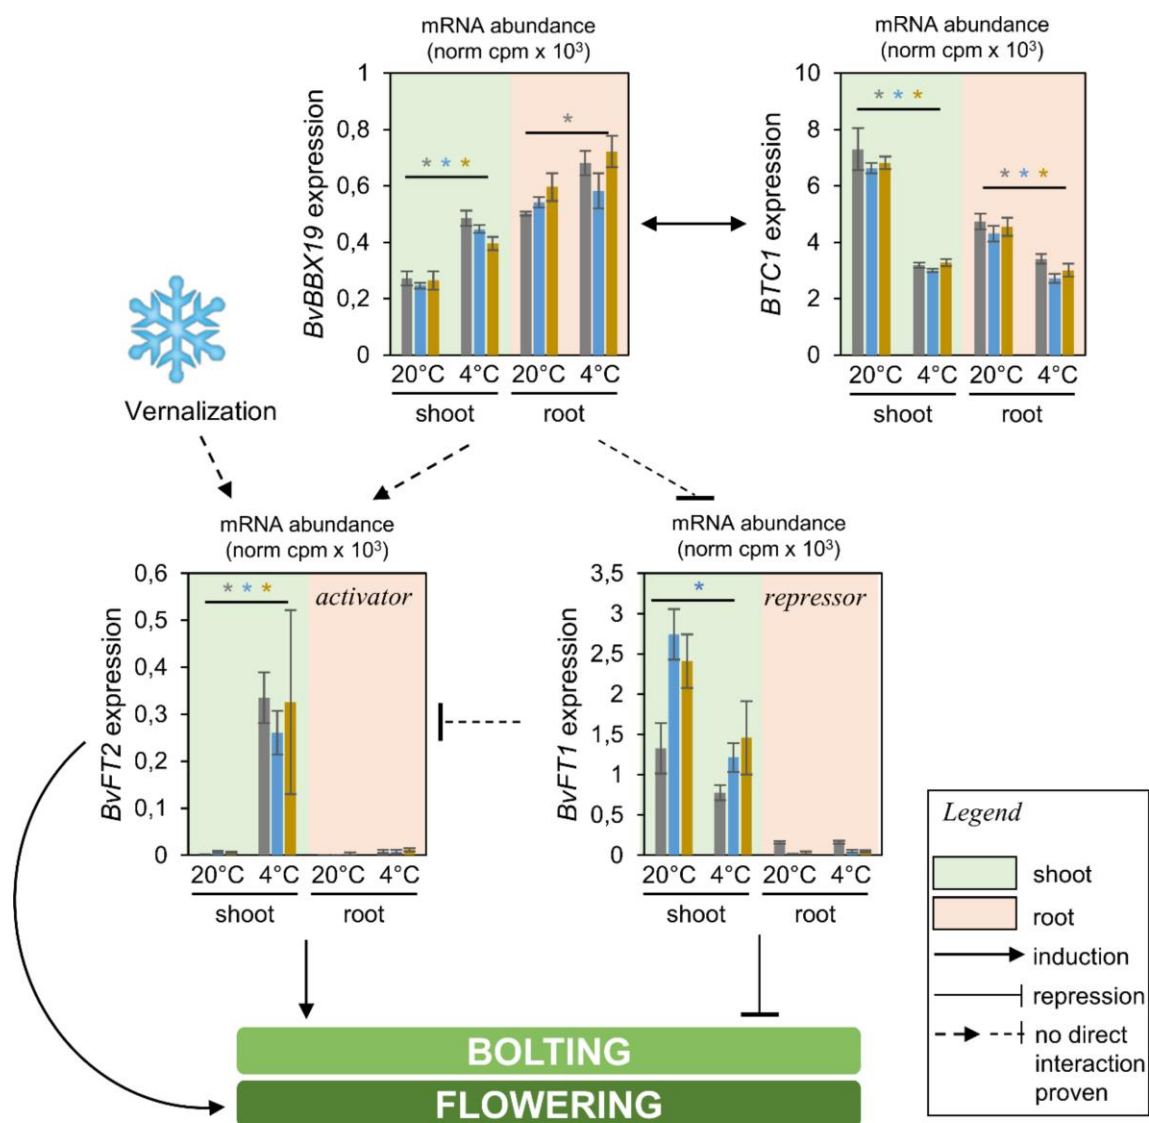 mRNA abundance
(norm cpm x 10³)
BvBBX19 expression
1
0,8
0,6
0,4
0,2
0
* * *
*
20°C 4°C 20°C 4°C
shoot root
mRNA abundance
(norm cpm x 10³)
BTC1 expression
10
8
6
4
2
0
* * *
* * *
20°C 4°C 20°C 4°C
shoot root
Vernalization
mRNA abundance
(norm cpm x 10³)
BvFT2 expression
0,6
0,5
0,4
0,3
0,2
0,1
0
* * *
activator
20°C 4°C 20°C 4°C
shoot root
mRNA abundance
(norm cpm x 10³)
BvFT1 expression
3,5
3
2,5
2
1,5
1
0,5
0
*
repressor
20°C 4°C 20°C 4°C
shoot root
Legend
shoot
root
induction
repression
no direct
interaction
proven
BOLTING
FLOWERING